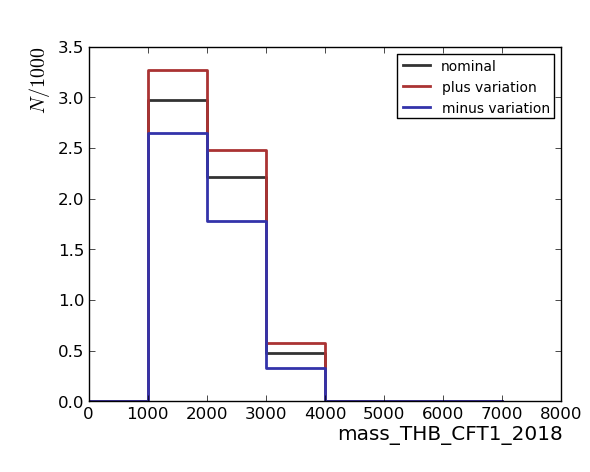 N/1000
3.5
3.0
2.5
2.0
1.5
1.0
0.5
0.0
nominal
plus variation
minus variation
0 1000 2000 3000 4000 5000 6000 7000 8000
mass_THB_CFT1_2018